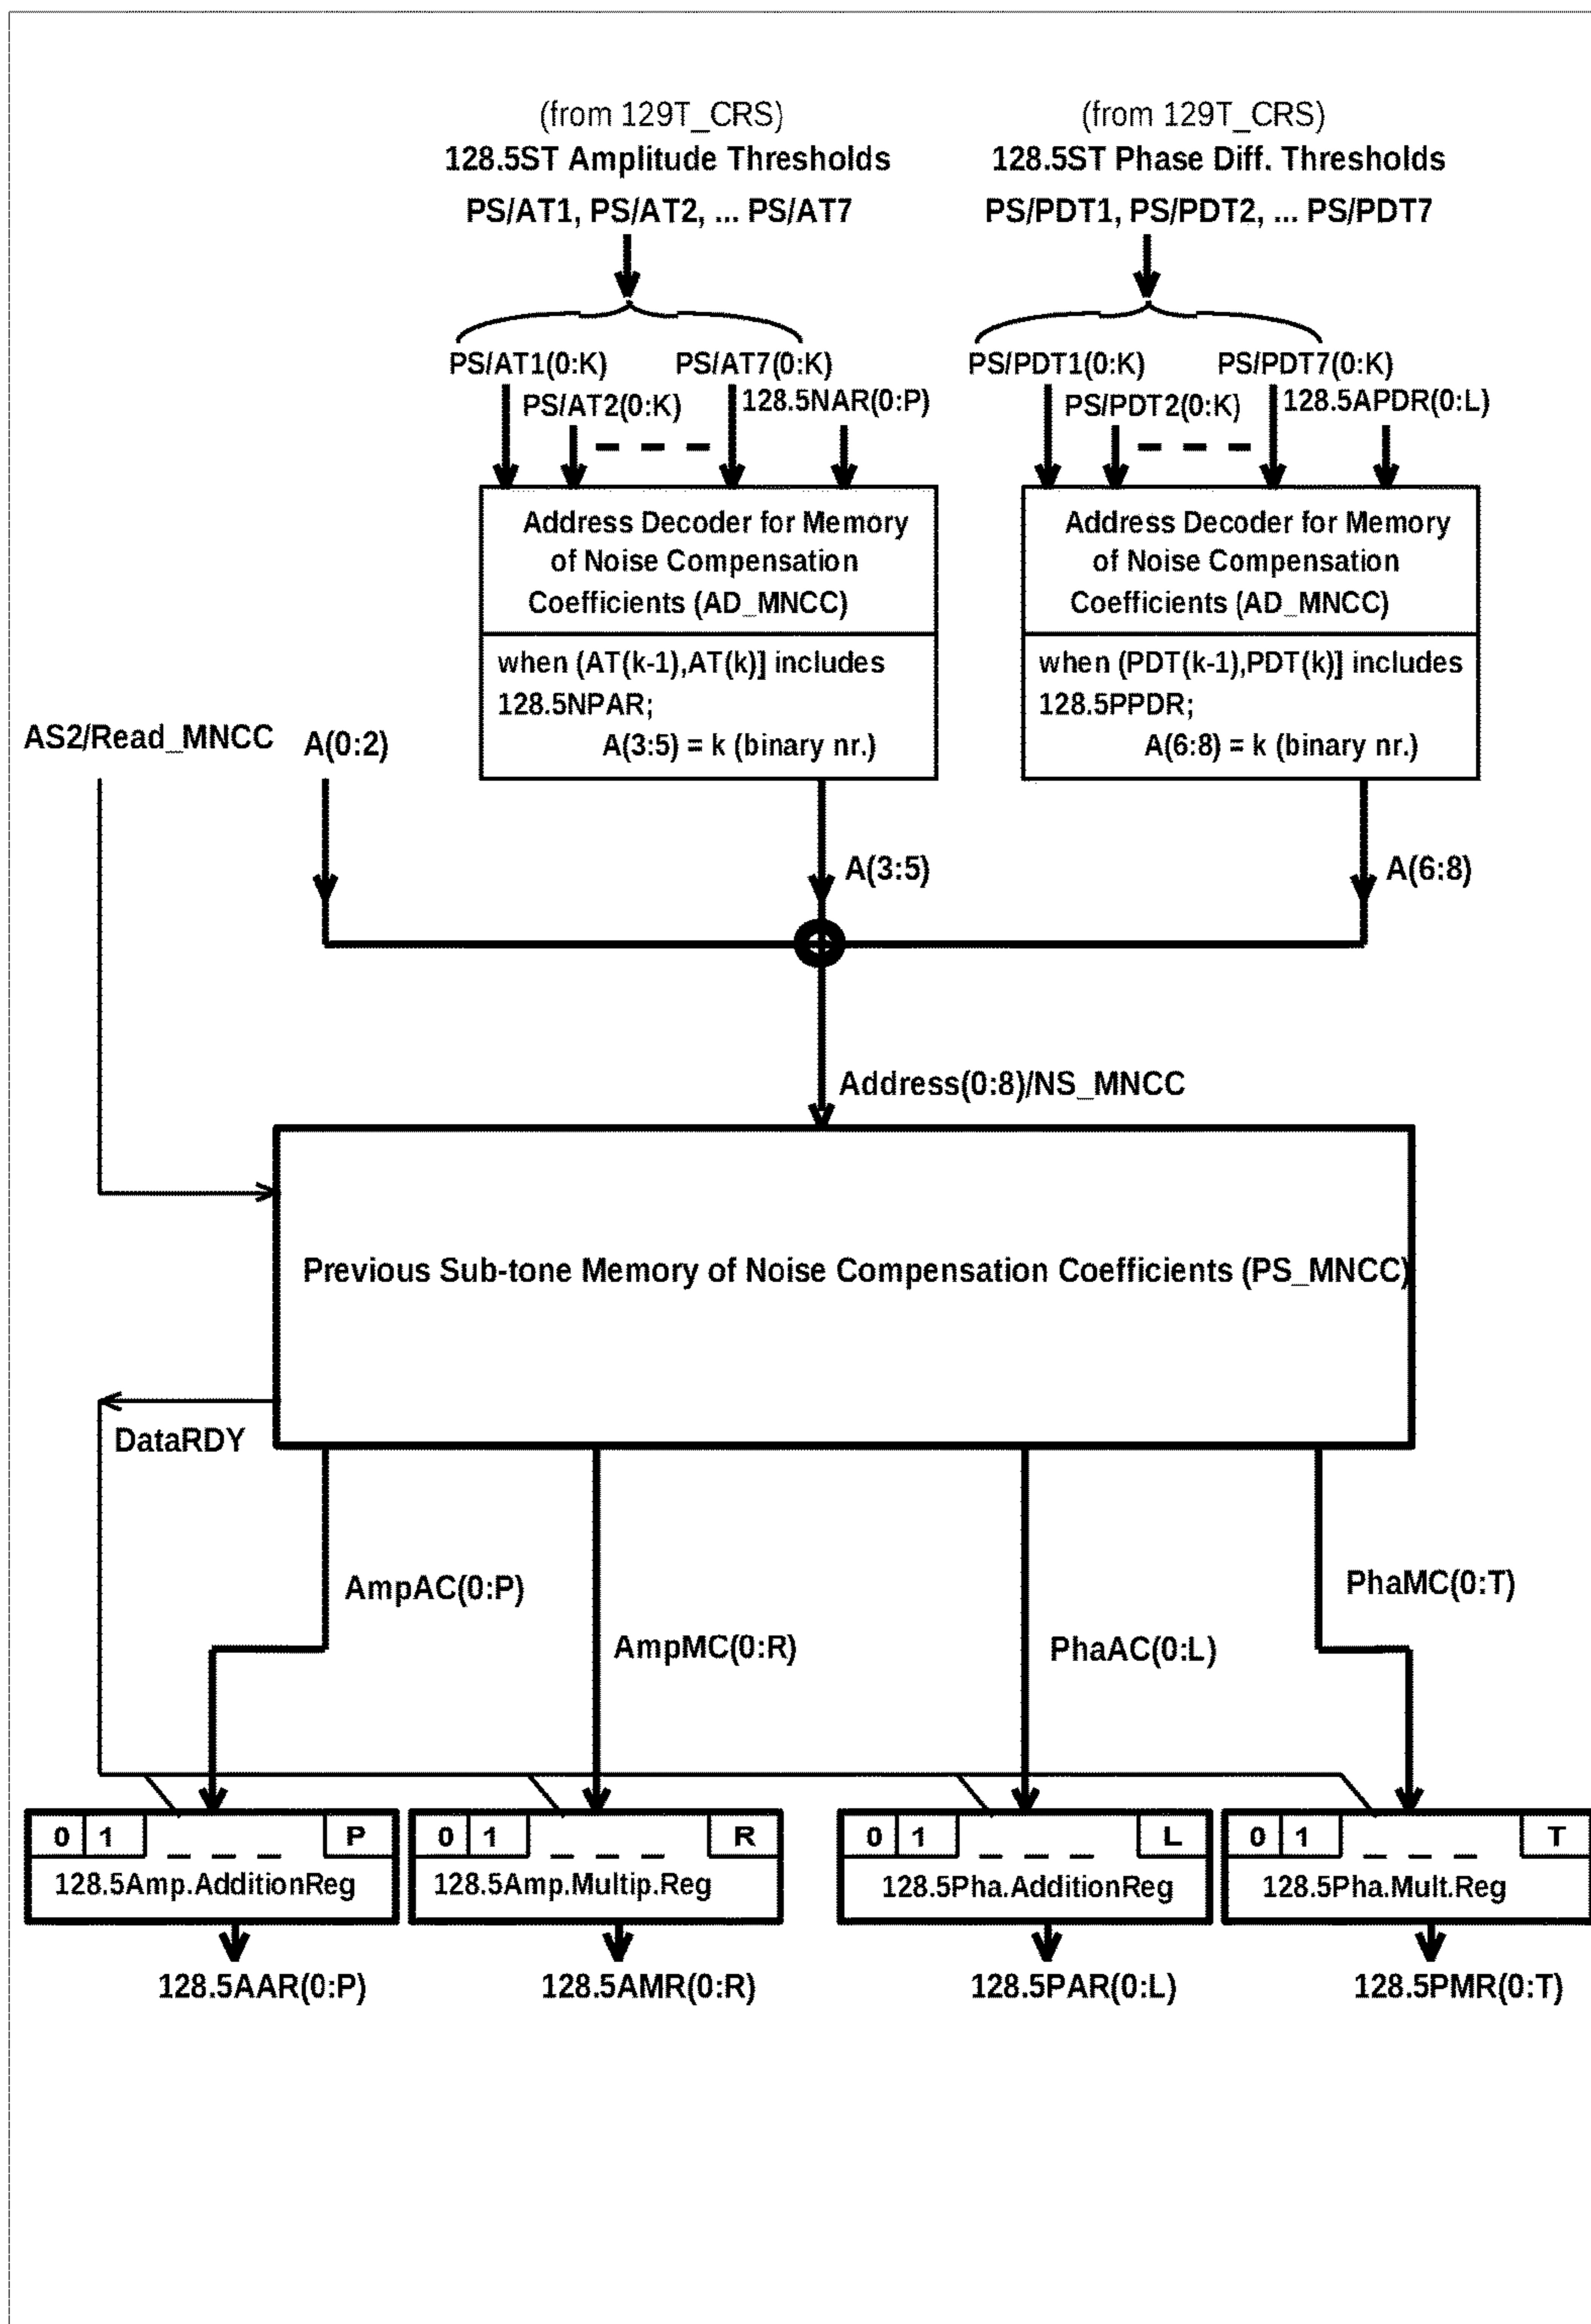 (from 129T_CRS)
128.5ST Amplitude Thresholds
PS/AT1, PS/AT2, ... PS/AT7
(from 129T_CRS)
128.5ST Phase Diff. Thresholds
PS/PDT1, PS/PDT2, ... PS/PDT7
PS/AT1(0:K)
PS/AT7(0:K)
PS/AT2(0:K)
128.5NAR(0:P)
PS/PDT1(0:K)
PS/PDT7(0:K)
PS/PDT2(0:K)
128.5APDR(0:L)
Address Decoder for Memory
of Noise Compensation
Coefficients (AD_MNCC)
when (AT(k-1),AT(k)] includes
128.5NPAR;
A(3:5) = k (binary nr.)
Address Decoder for Memory
of Noise Compensation
Coefficients (AD_MNCC)
when (PDT(k-1),PDT(k)] includes
128.5PPDR;
A(6:8) = k (binary nr.)
AS2/Read_MNCC
A(0:2)
A(3:5)
A(6:8)
Address(0:8)/NS_MNCC
Previous Sub-tone Memory of Noise Compensation Coefficients (PS_MNCC)
DataRDY
AmpAC(0:P)
AmpMC(0:R)
PhaAC(0:L)
PhaMC(0:T)
0 1 P
128.5Amp.AdditionReg
0 1 R
128.5Amp.Multip.Reg
0 1 L
128.5Pha.AdditionReg
0 1 T
128.5Pha.Mult.Reg
128.5AAR(0:P)
128.5AMR(0:R)
128.5PAR(0:L)
128.5PMR(0:T)